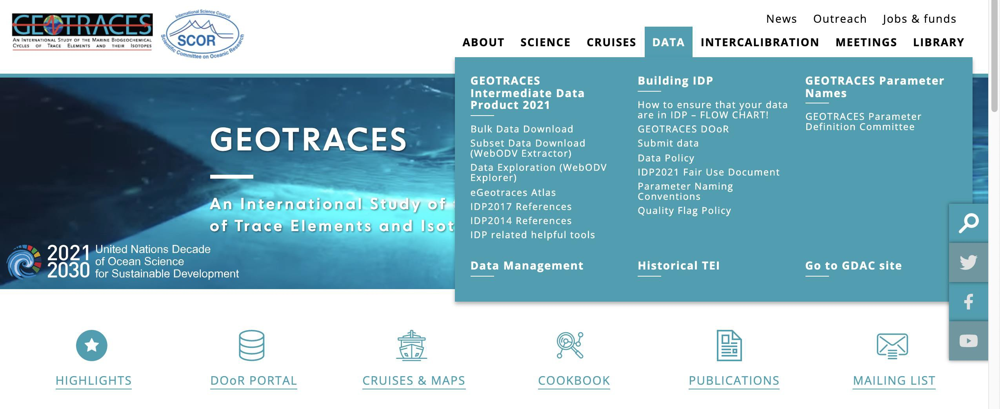 GEOTRACES
AN INTERNATIONAL STUDY OF THE MARINE BIOGEOCHEMICAL
CYCLES OF TRACE ELEMENTS AND THEIR ISOTOPES
International Science Council
SCOR
Scientific Committee on Oceanic Research
News Outreach Jobs & funds
ABOUT SCIENCE CRUISES DATA INTERCALIBRATION MEETINGS LIBRARY
GEOTRACES
An International Study of
of Trace Elements and Isot
2021
2030
United Nations Decade
of Ocean Science
for Sustainable Development
GEOTRACES
Intermediate Data
Product 2021
Bulk Data Download
Subset Data Download
(WebODV Extractor)
Data Exploration (WebODV
Explorer)
eGeotraces Atlas
IDP2017 References
IDP2014 References
IDP related helpful tools
Building IDP
How to ensure that your data
are in IDP – FLOW CHART!
GEOTRACES DOoR
Submit data
Data Policy
IDP2021 Fair Use Document
Parameter Naming
Conventions
Quality Flag Policy
GEOTRACES Parameter
Names
GEOTRACES Parameter
Definition Committee
Data Management
Historical TEI
Go to GDAC site
HIGHLIGHTS
DOoR PORTAL
CRUISES & MAPS
COOKBOOK
PUBLICATIONS
MAILING LIST